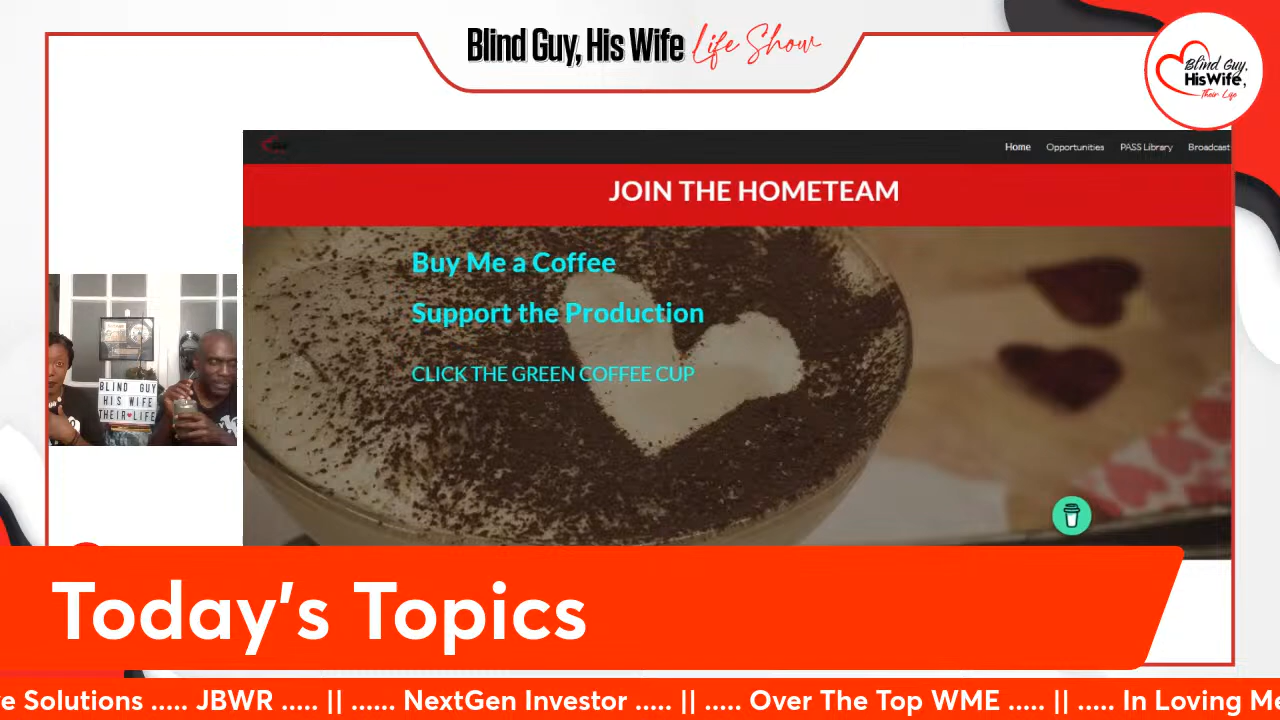 Blind Guy, His Wife Life Show
Blind Guy,
His Wife,
Their Life
Home Opportunities PASS Library Broadcast
JOIN THE HOMETEAM
Buy Me a Coffee
Support the Production
CLICK THE GREEN COFFEE CUP
BLIND GUY
HIS WIFE
THEIR♥LIFE
Today's Topics
ve Solutions ..... JBWR ..... || ...... NextGen Investor ..... || ..... Over The Top WME ..... || ..... In Loving Me